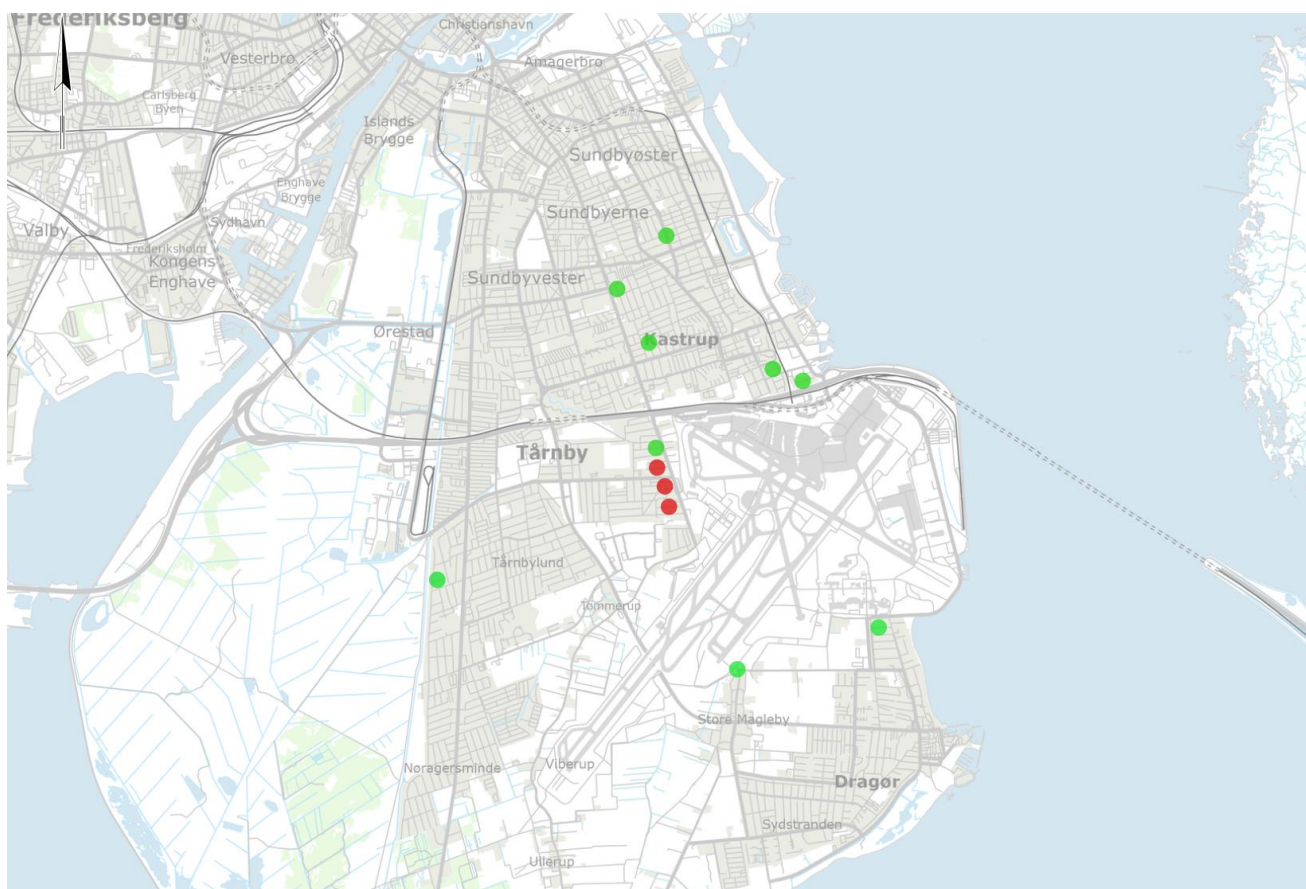 Frederiksberg
Christianshavn
Vesterbro
Amagerbro
Carlsberg
Byen
Islands
Brygge
Sundbyøster
Enghave
Brygge
Sundbyerne
Sydhavn
Valby
Frederiksholm
Kongens
Enghave
Sundbyvester
Ørestad
Kastrup
Tårnby
Tårnbylund
Tømmerup
Store Magleby
Nøragersminde
Viberup
Dragør
Sydstranden
Ullerup